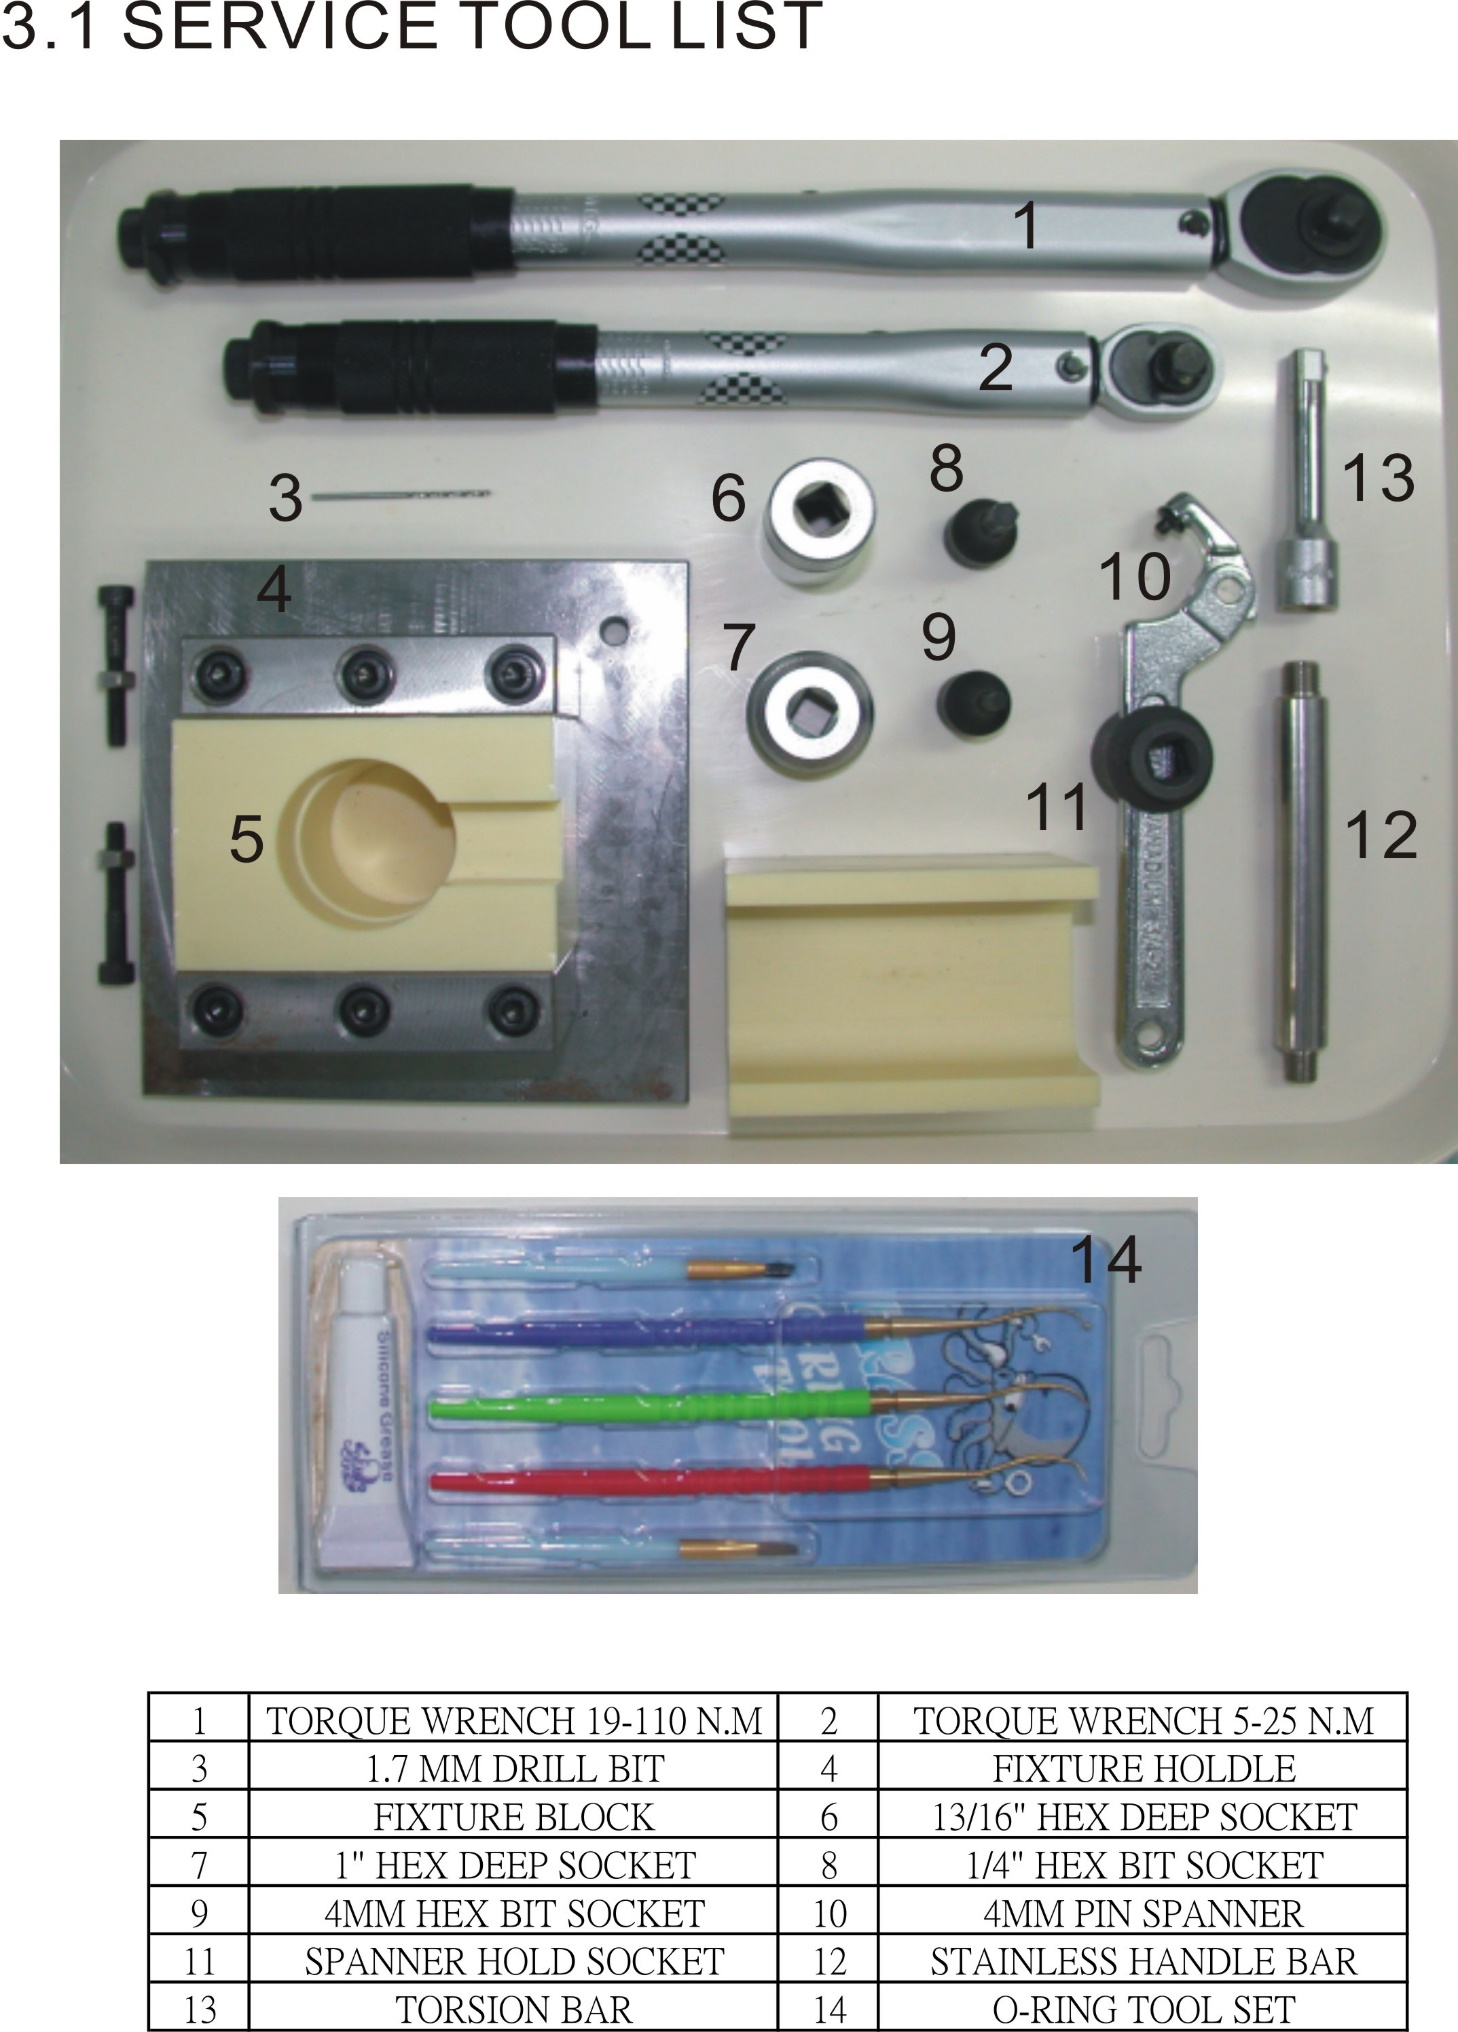 3.1 SERVICE TOOL LIST
1
2
3
4
5
6
7
8
9
10
11
12
13
14
Silicone Grease
RING
1 TORQUE WRENCH 19-110 N.M 2 TORQUE WRENCH 5-25 N.M
3 1.7 MM DRILL BIT 4 FIXTURE HOLDLE
5 FIXTURE BLOCK 6 13/16" HEX DEEP SOCKET
7 1" HEX DEEP SOCKET 8 1/4" HEX BIT SOCKET
9 4MM HEX BIT SOCKET 10 4MM PIN SPANNER
11 SPANNER HOLD SOCKET 12 STAINLESS HANDLE BAR
13 TORSION BAR 14 O-RING TOOL SET